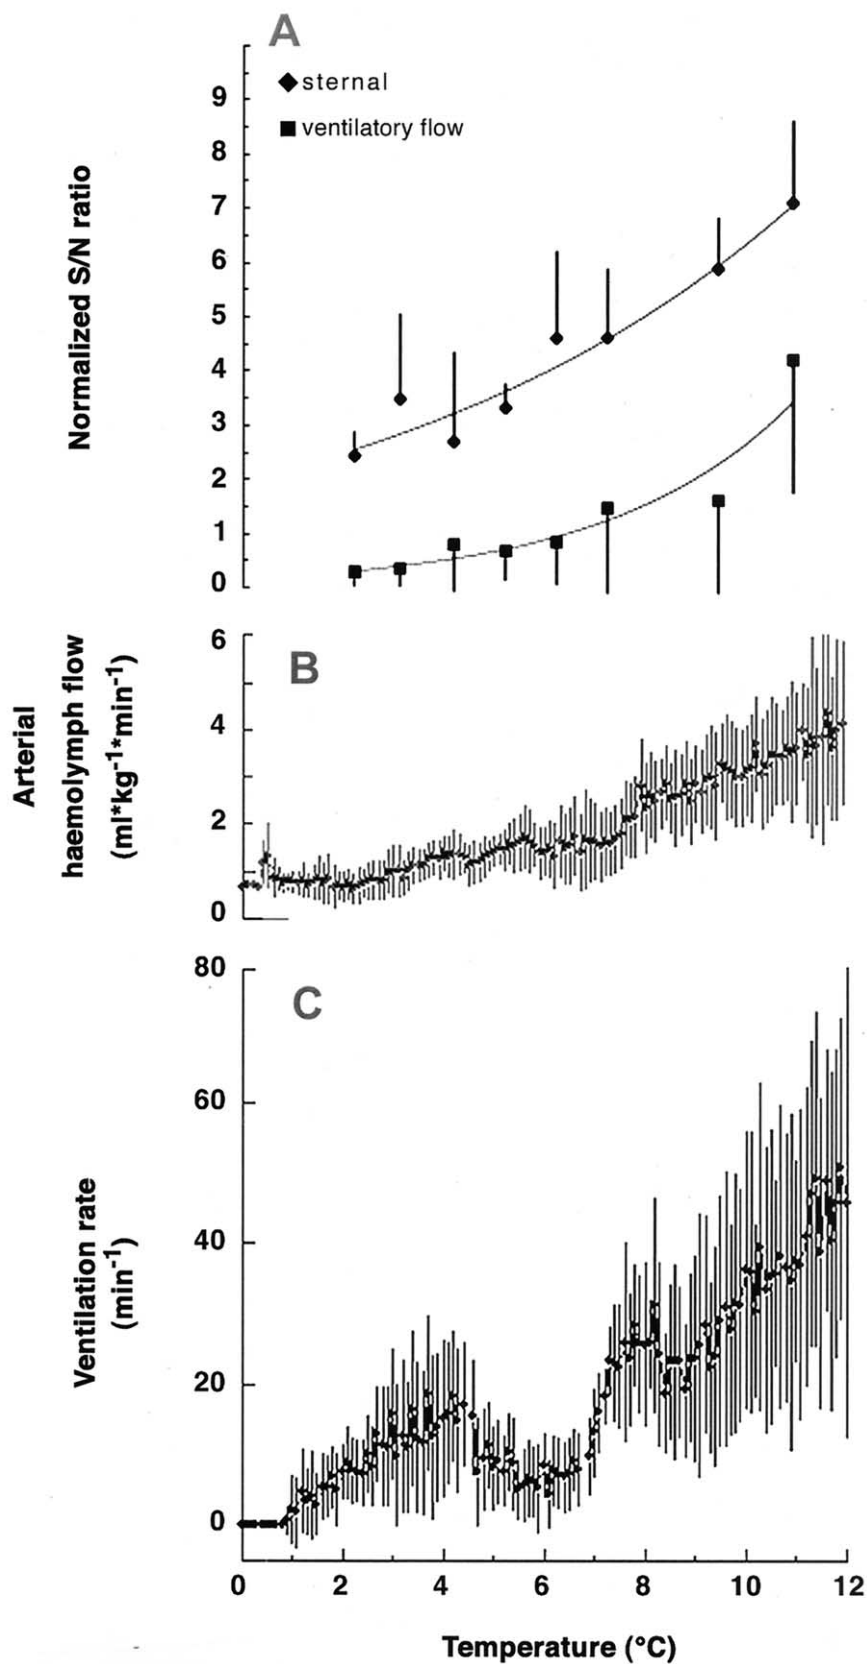 A
sternal
ventilatory flow
Normalized S/N ratio
9
8
7
6
5
4
3
2
1
0
B
Arterial
haemolymph flow
(ml*kg⁻¹*min⁻¹)
6
4
2
0
C
Ventilation rate
(min⁻¹)
80
60
40
20
0
0 2 4 6 8 10 12
Temperature (°C)